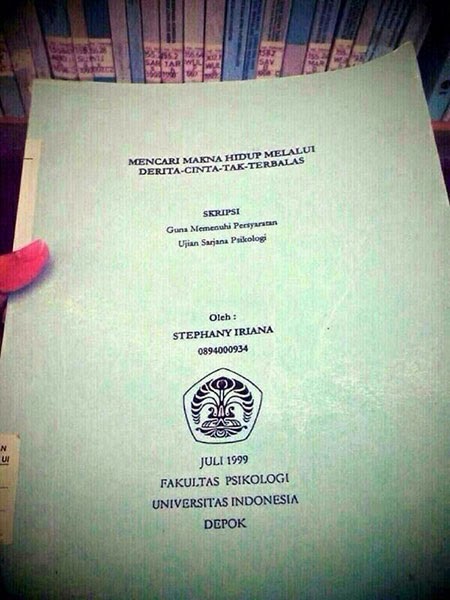 MENCARI MAKNA HIDUP MELALUI
DERITA-CINTA-TAK-TERBALAS
SKRIPSI
Guna Memenuhi Persyaratan
Ujian Sarjana Psikologi
Oleh :
STEPHANY IRIANA
0894000934
JULI 1999
FAKULTAS PSIKOLOGI
UNIVERSITAS INDONESIA
DEPOK
N
UI